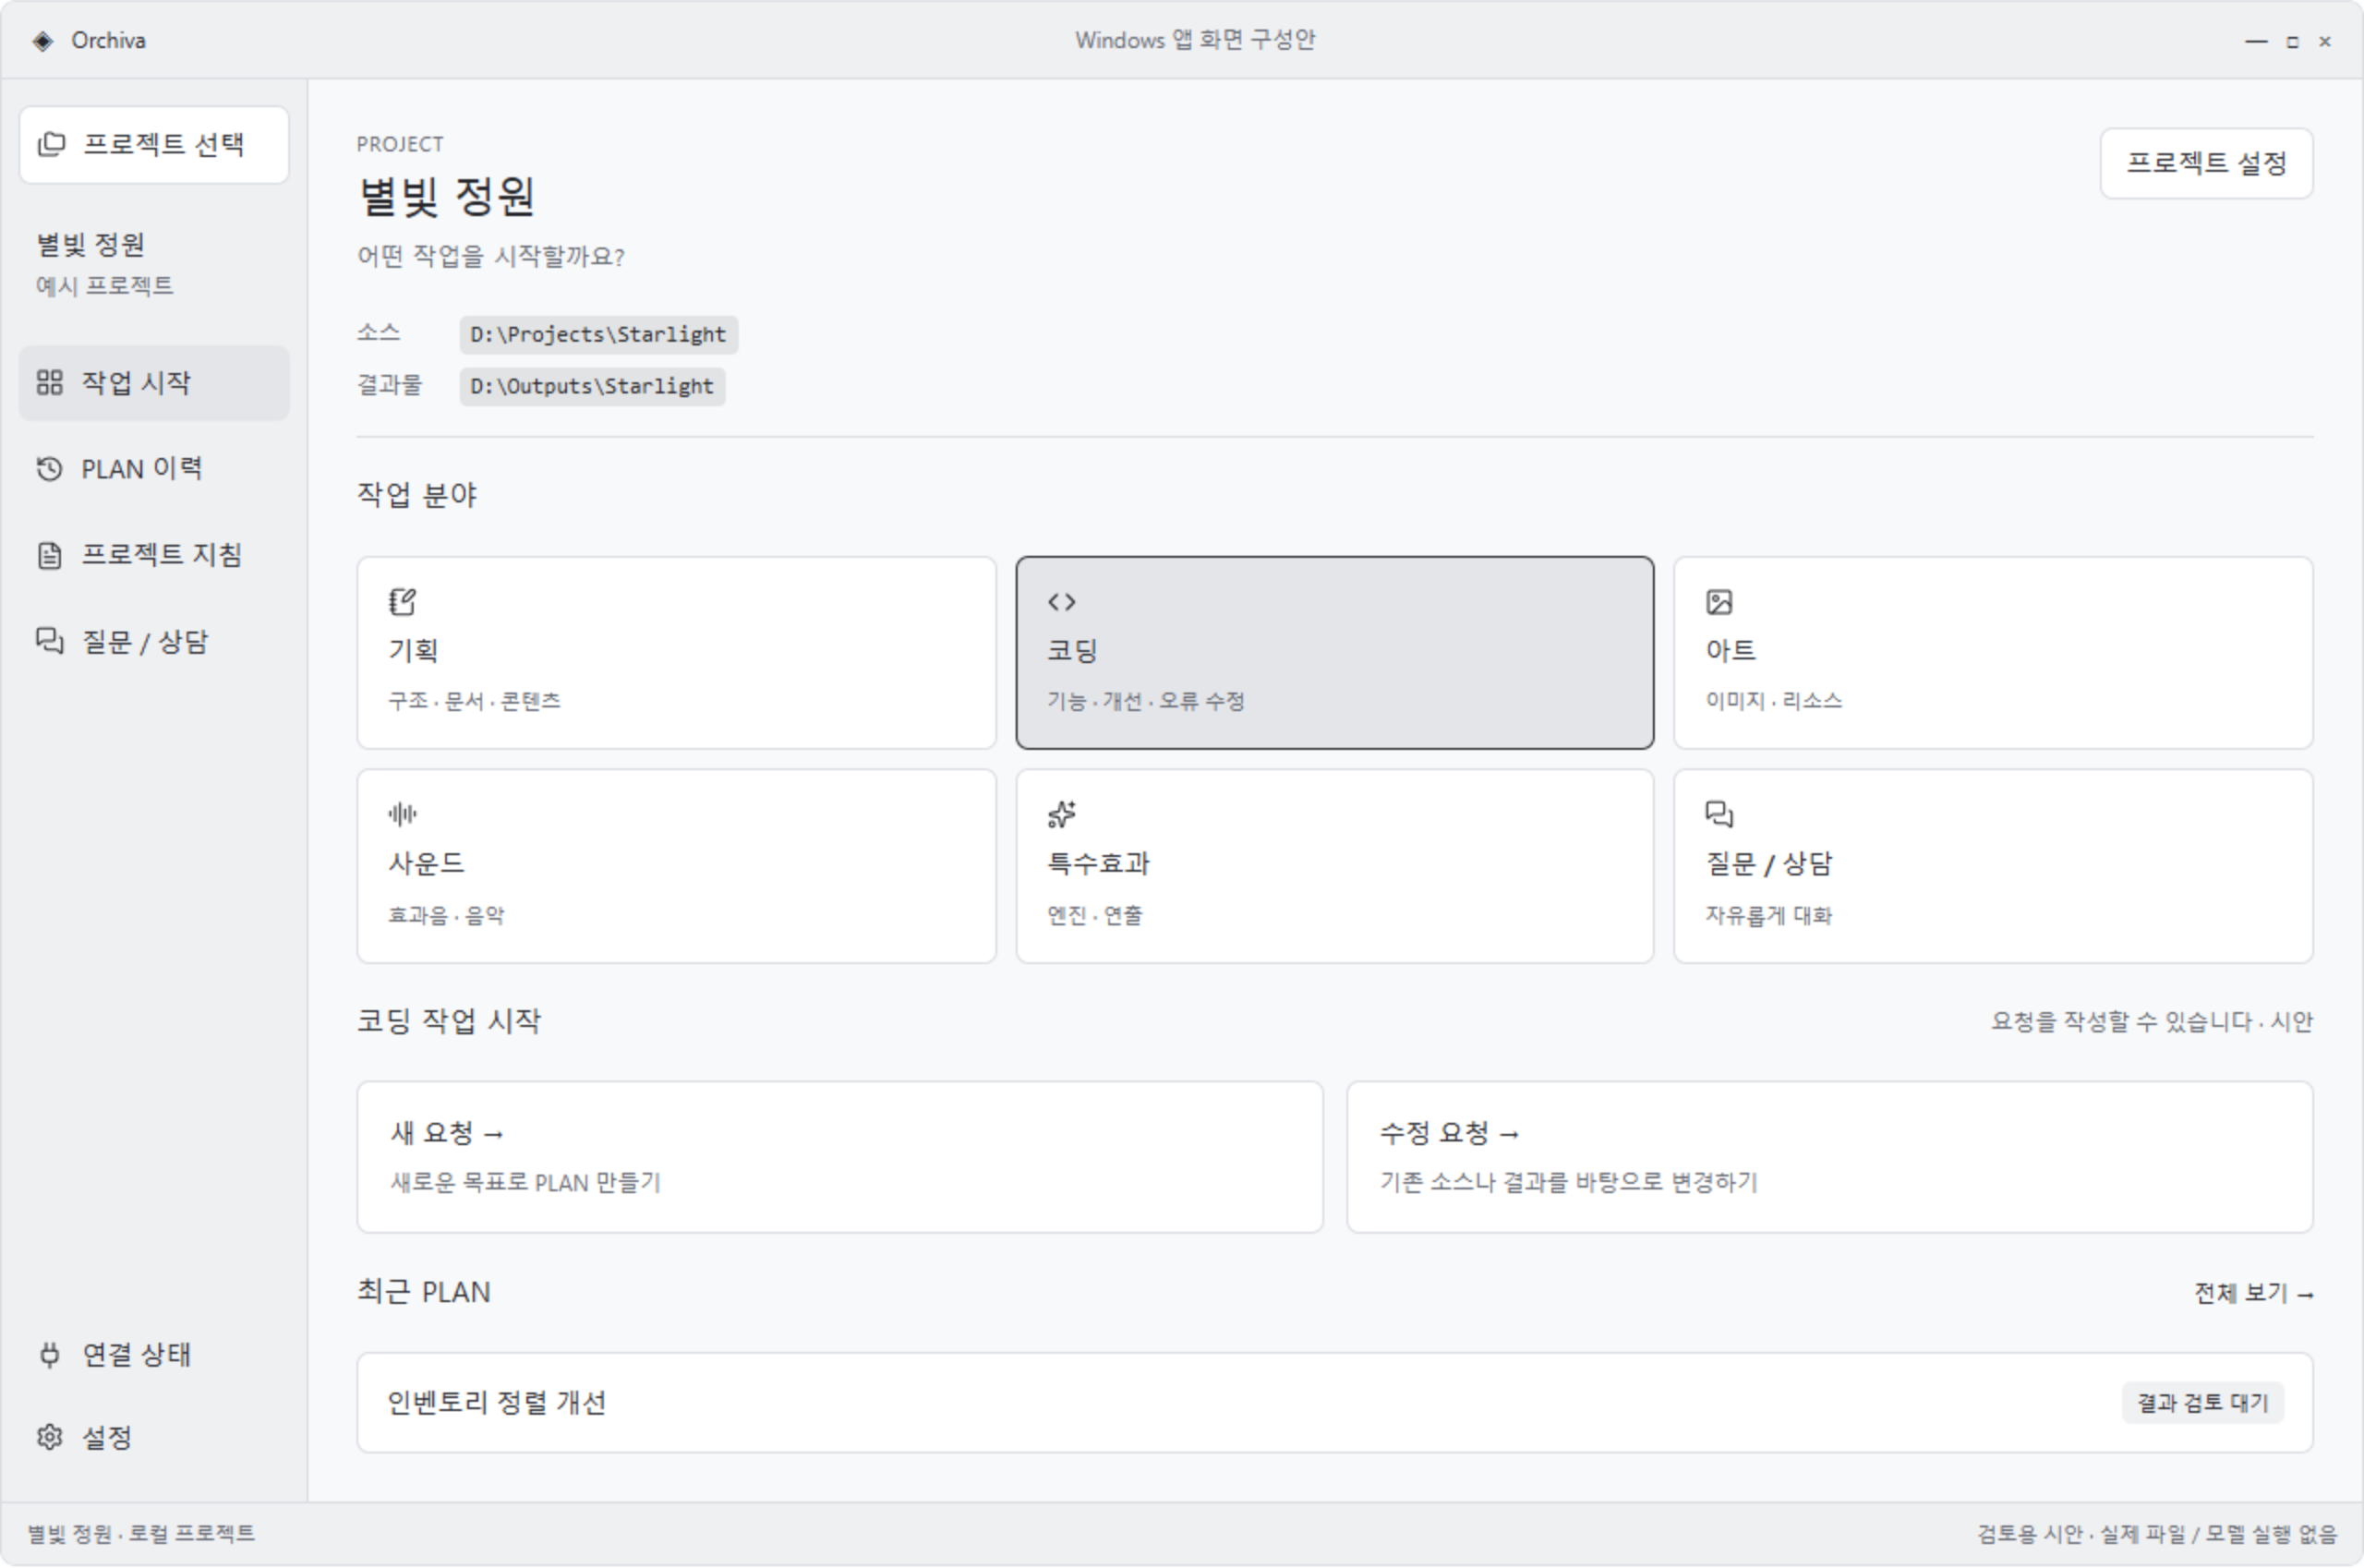 Orchiva
Windows 앱 화면 구성안
프로젝트 선택
별빛 정원
예시 프로젝트
작업 시작
PLAN 이력
프로젝트 지침
질문 / 상담
연결 상태
설정
PROJECT
별빛 정원
어떤 작업을 시작할까요?
프로젝트 설정
소스 D:\Projects\Starlight
결과물 D:\Outputs\Starlight
작업 분야
기획
구조 · 문서 · 콘텐츠
코딩
기능 · 개선 · 오류 수정
아트
이미지 · 리소스
사운드
효과음 · 음악
특수효과
엔진 · 연출
질문 / 상담
자유롭게 대화
코딩 작업 시작
요청을 작성할 수 있습니다 · 시안
새 요청 →
새로운 목표로 PLAN 만들기
수정 요청 →
기존 소스나 결과를 바탕으로 변경하기
최근 PLAN
전체 보기 →
인벤토리 정렬 개선
결과 검토 대기
별빛 정원 · 로컬 프로젝트
검토용 시안 · 실제 파일 / 모델 실행 없음